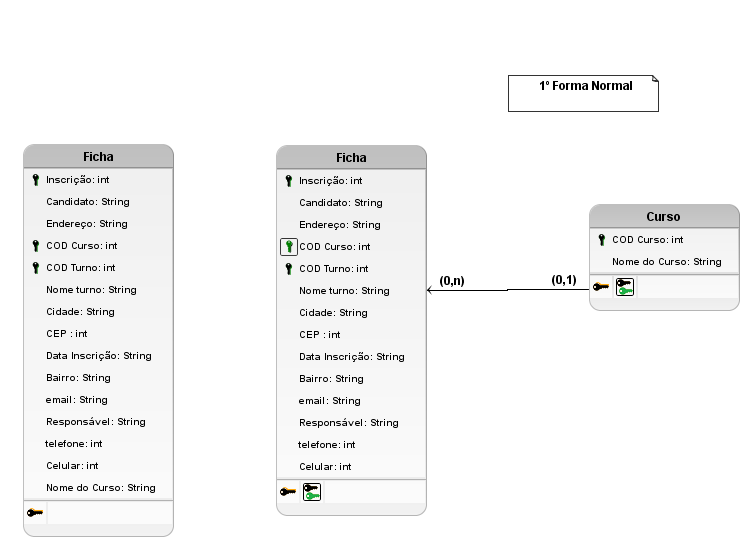 1º Forma Normal
Ficha
Inscrição: int
Candidato: String
Endereço: String
COD Curso: int
COD Turno: int
Nome turno: String
Cidade: String
CEP : int
Data Inscrição: String
Bairro: String
email: String
Responsável: String
telefone: int
Celular: int
Nome do Curso: String
Ficha
Inscrição: int
Candidato: String
Endereço: String
COD Curso: int
COD Turno: int
Nome turno: String
Cidade: String
CEP : int
Data Inscrição: String
Bairro: String
email: String
Responsável: String
telefone: int
Celular: int
(0,n)
(0,1)
Curso
COD Curso: int
Nome do Curso: String